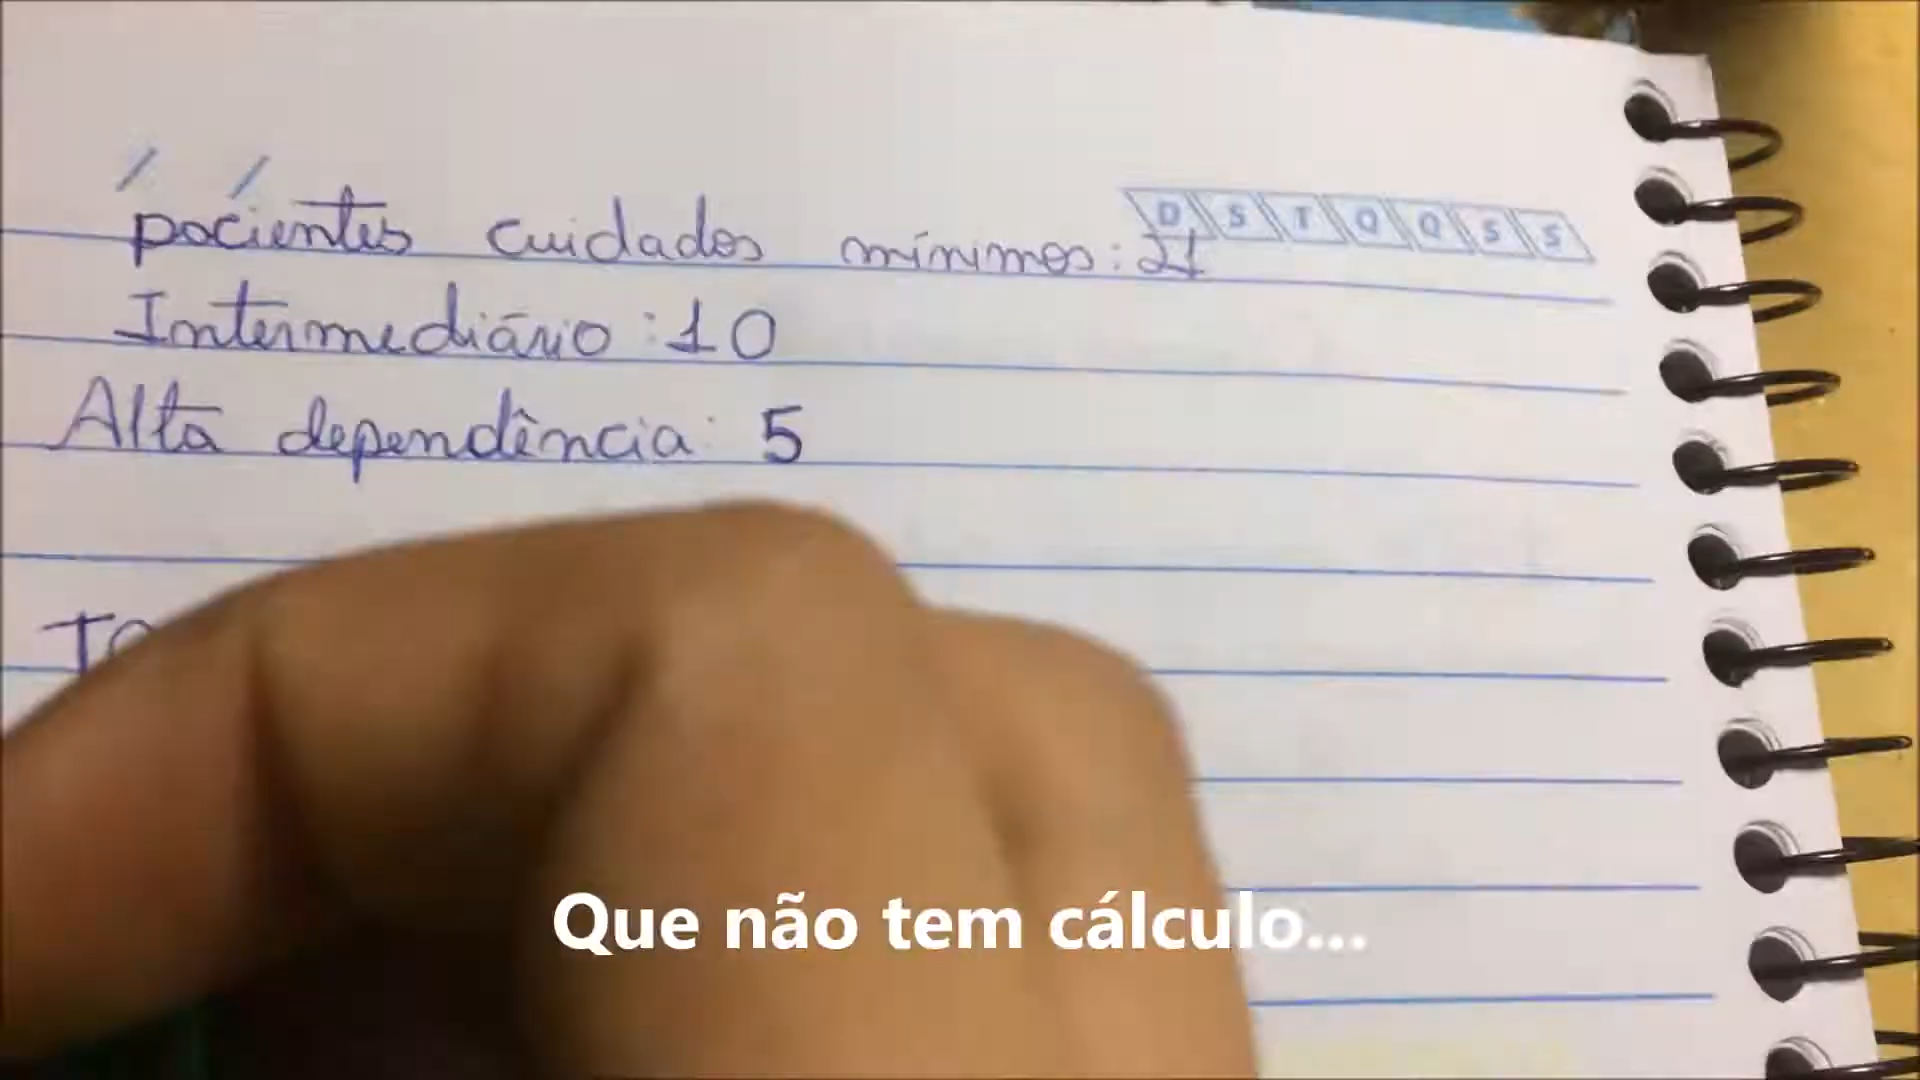 D S T Q Q S S
pacientes cuidados mínimos: 21
Intermediário: 10
Alta dependência: 5
Que não tem cálculo...